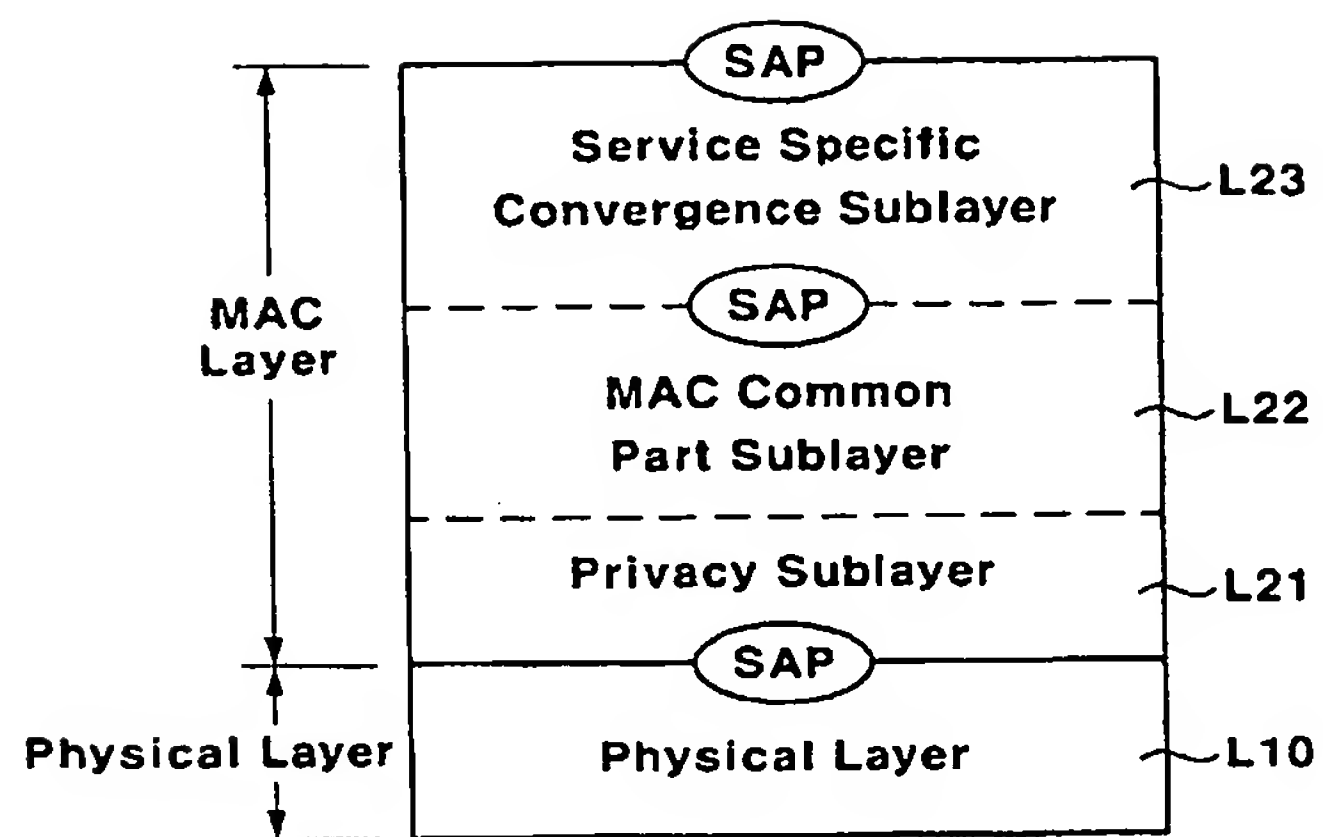 SAP
Service Specific
Convergence Sublayer
L23
SAP
MAC
Layer
MAC Common
Part Sublayer
L22
Privacy Sublayer
L21
SAP
Physical Layer
Physical Layer
L10